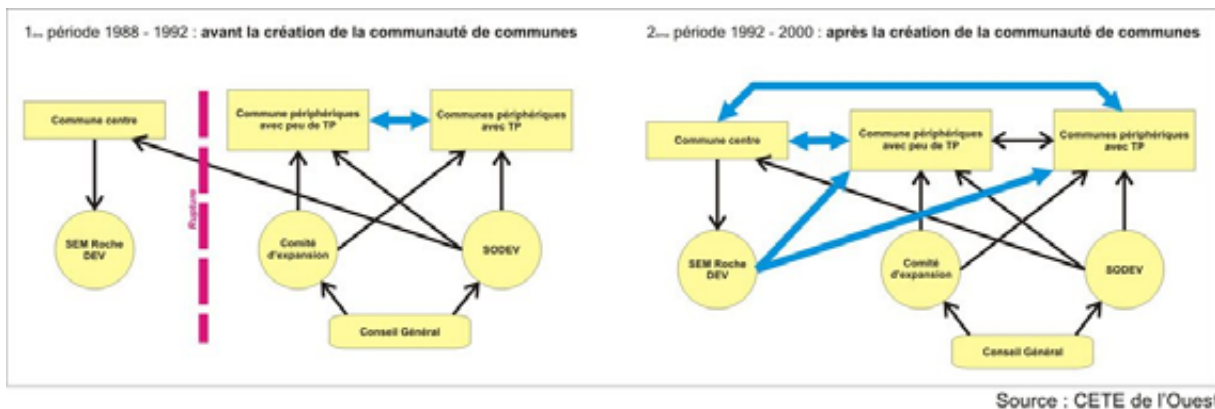 1ère période 1988 - 1992 : avant la création de la communauté de communes
Commune centre
Commune périphériques
avec peu de TP
Communes périphériques
avec TP
Rupture
SEM Roche
DEV
Comité
d'expansion
SODEV
Conseil Général
2ème période 1992 - 2000 : après la création de la communauté de communes
Commune centre
Commune périphériques
avec peu de TP
Communes périphériques
avec TP
SEM Roche
DEV
Comité
d'expansion
SODEV
Conseil Général
Source : CETE de l'Ouest